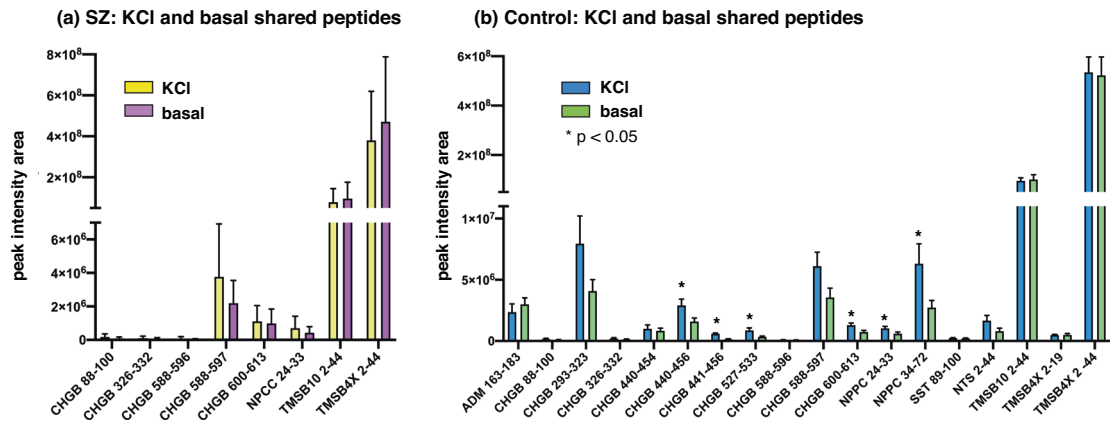 (a) SZ: KCl and basal shared peptides
peak intensity area
8×10⁸
6×10⁸
4×10⁸
2×10⁸
6×10⁶
4×10⁶
2×10⁶
0
KCl
basal
CHGB 88-100
CHGB 326-332
CHGB 588-596
CHGB 588-597
CHGB 600-613
NPCC 24-33
TMSB10 2-44
TMSB4X 2-44
(b) Control: KCl and basal shared peptides
peak intensity area
6×10⁸
4×10⁸
2×10⁸
1×10⁷
5×10⁶
0
KCl
basal
* p < 0.05
*
*
*
*
*
*
ADM 163-183
CHGB 88-100
CHGB 293-323
CHGB 326-332
CHGB 440-454
CHGB 440-456
CHGB 441-456
CHGB 527-533
CHGB 588-596
CHGB 588-597
CHGB 600-613
NPPC 24-33
NPPC 34-72
SST 89-100
NTS 2-44
TMSB10 2-44
TMSB4X 2-19
TMSB4X 2 -44